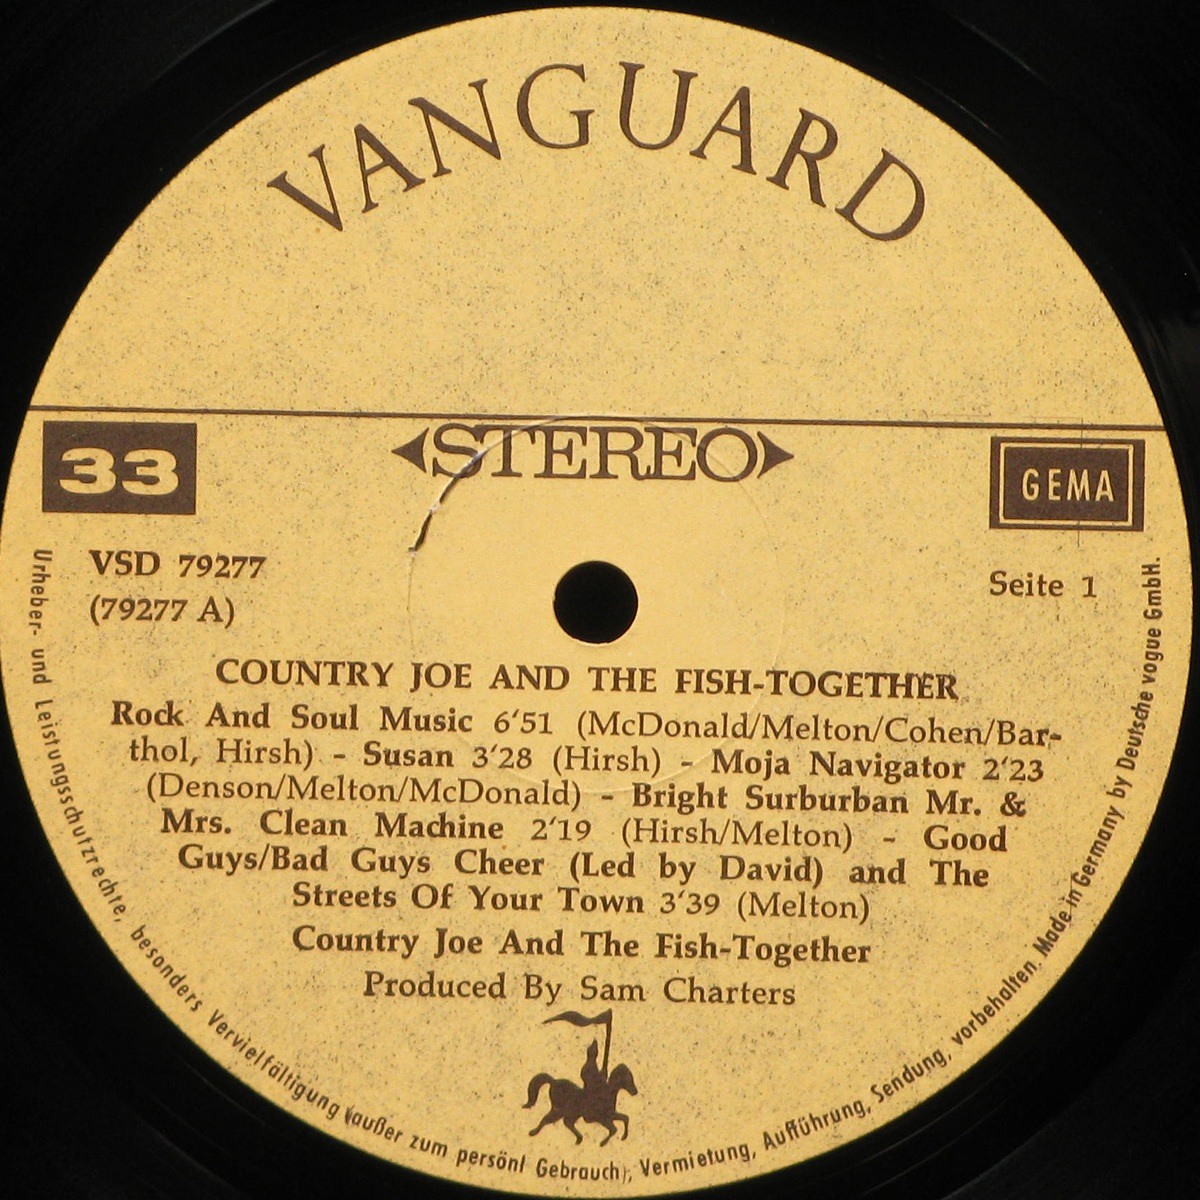 VANGUARD
33
STEREO
GEMA
VSD 79277
(79277 A)
Seite 1
COUNTRY JOE AND THE FISH-TOGETHER
Rock And Soul Music 6‘51 (McDonald/Melton/Cohen/Bar-
thol, Hirsh) - Susan 3‘28 (Hirsh) - Moja Navigator 2‘23
(Denson/Melton/McDonald) - Bright Surburban Mr. &
Mrs. Clean Machine 2‘19 (Hirsh/Melton) - Good
Guys/Bad Guys Cheer (Led by David) and The
Streets Of Your Town 3‘39 (Melton)
Country Joe And The Fish-Together
Produced By Sam Charters
Urheber- und Leistungsschutzrechte, besonders Vervielfältigung (außer zum persönl Gebrauch), Vermietung, Aufführung, Sendung, vorbehalten. Made in Germany by Deutsche vogue GmbH.